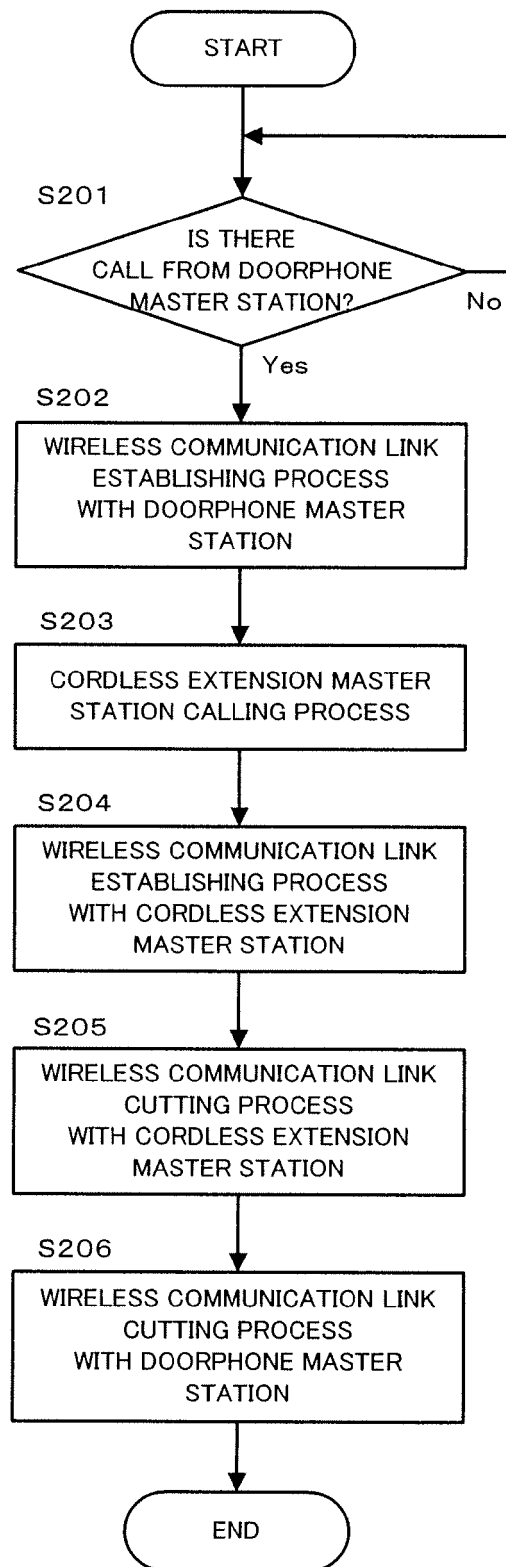 START
S201
IS THERE
CALL FROM DOORPHONE
MASTER STATION?
No
Yes
S202
WIRELESS COMMUNICATION LINK
ESTABLISHING PROCESS
WITH DOORPHONE MASTER
STATION
S203
CORDLESS EXTENSION MASTER
STATION CALLING PROCESS
S204
WIRELESS COMMUNICATION LINK
ESTABLISHING PROCESS
WITH CORDLESS EXTENSION
MASTER STATION
S205
WIRELESS COMMUNICATION LINK
CUTTING PROCESS
WITH CORDLESS EXTENSION
MASTER STATION
S206
WIRELESS COMMUNICATION LINK
CUTTING PROCESS
WITH DOORPHONE MASTER
STATION
END